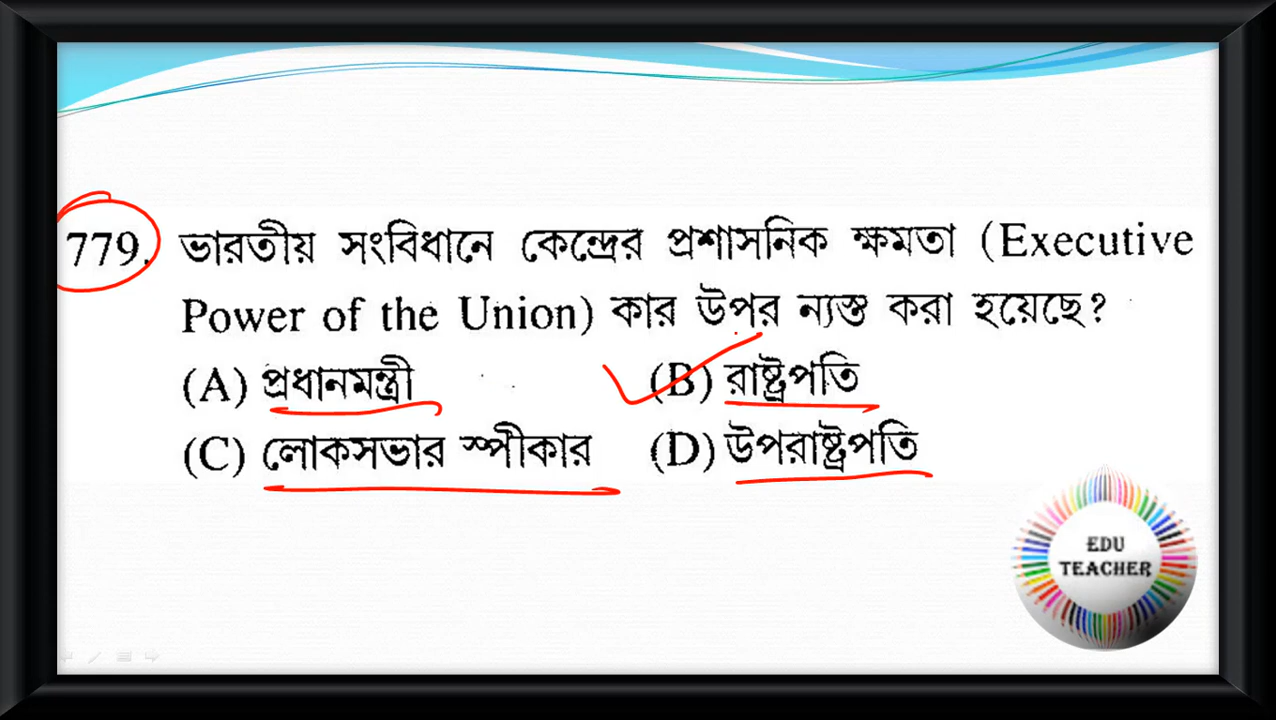 779. ভারতীয় সংবিধানে কেন্দ্রের প্রশাসনিক ক্ষমতা (Executive
Power of the Union) কার উপর ন্যস্ত করা হয়েছে?
(A) প্রধানমন্ত্রী (B) রাষ্ট্রপতি
(C) লোকসভার স্পীকার (D) উপরাষ্ট্রপতি
EDU
TEACHER